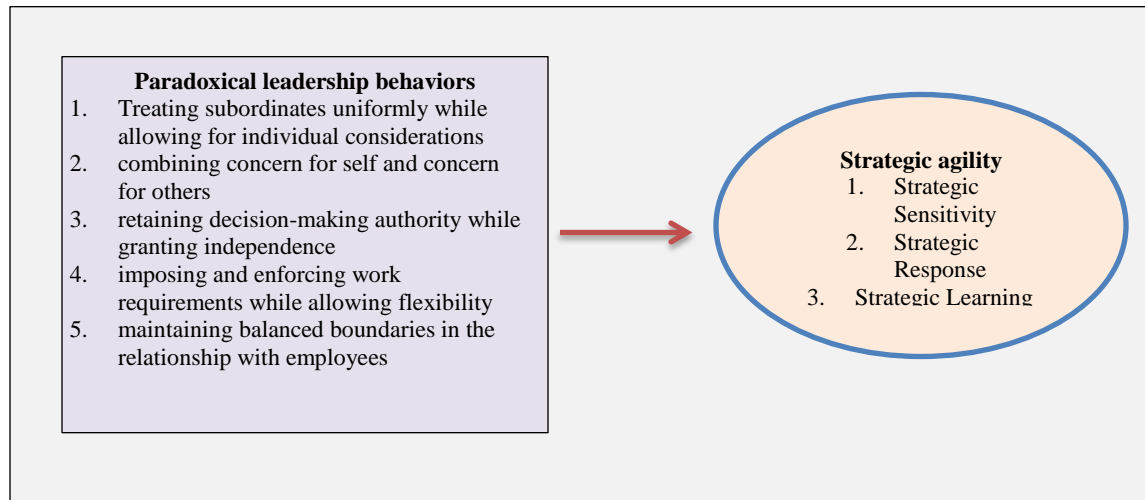 Paradoxical leadership behaviors
1. Treating subordinates uniformly while
allowing for individual considerations
2. combining concern for self and concern
for others
3. retaining decision-making authority while
granting independence
4. imposing and enforcing work
requirements while allowing flexibility
5. maintaining balanced boundaries in the
relationship with employees
Strategic agility
1. Strategic
Sensitivity
2. Strategic
Response
3. Strategic Learning